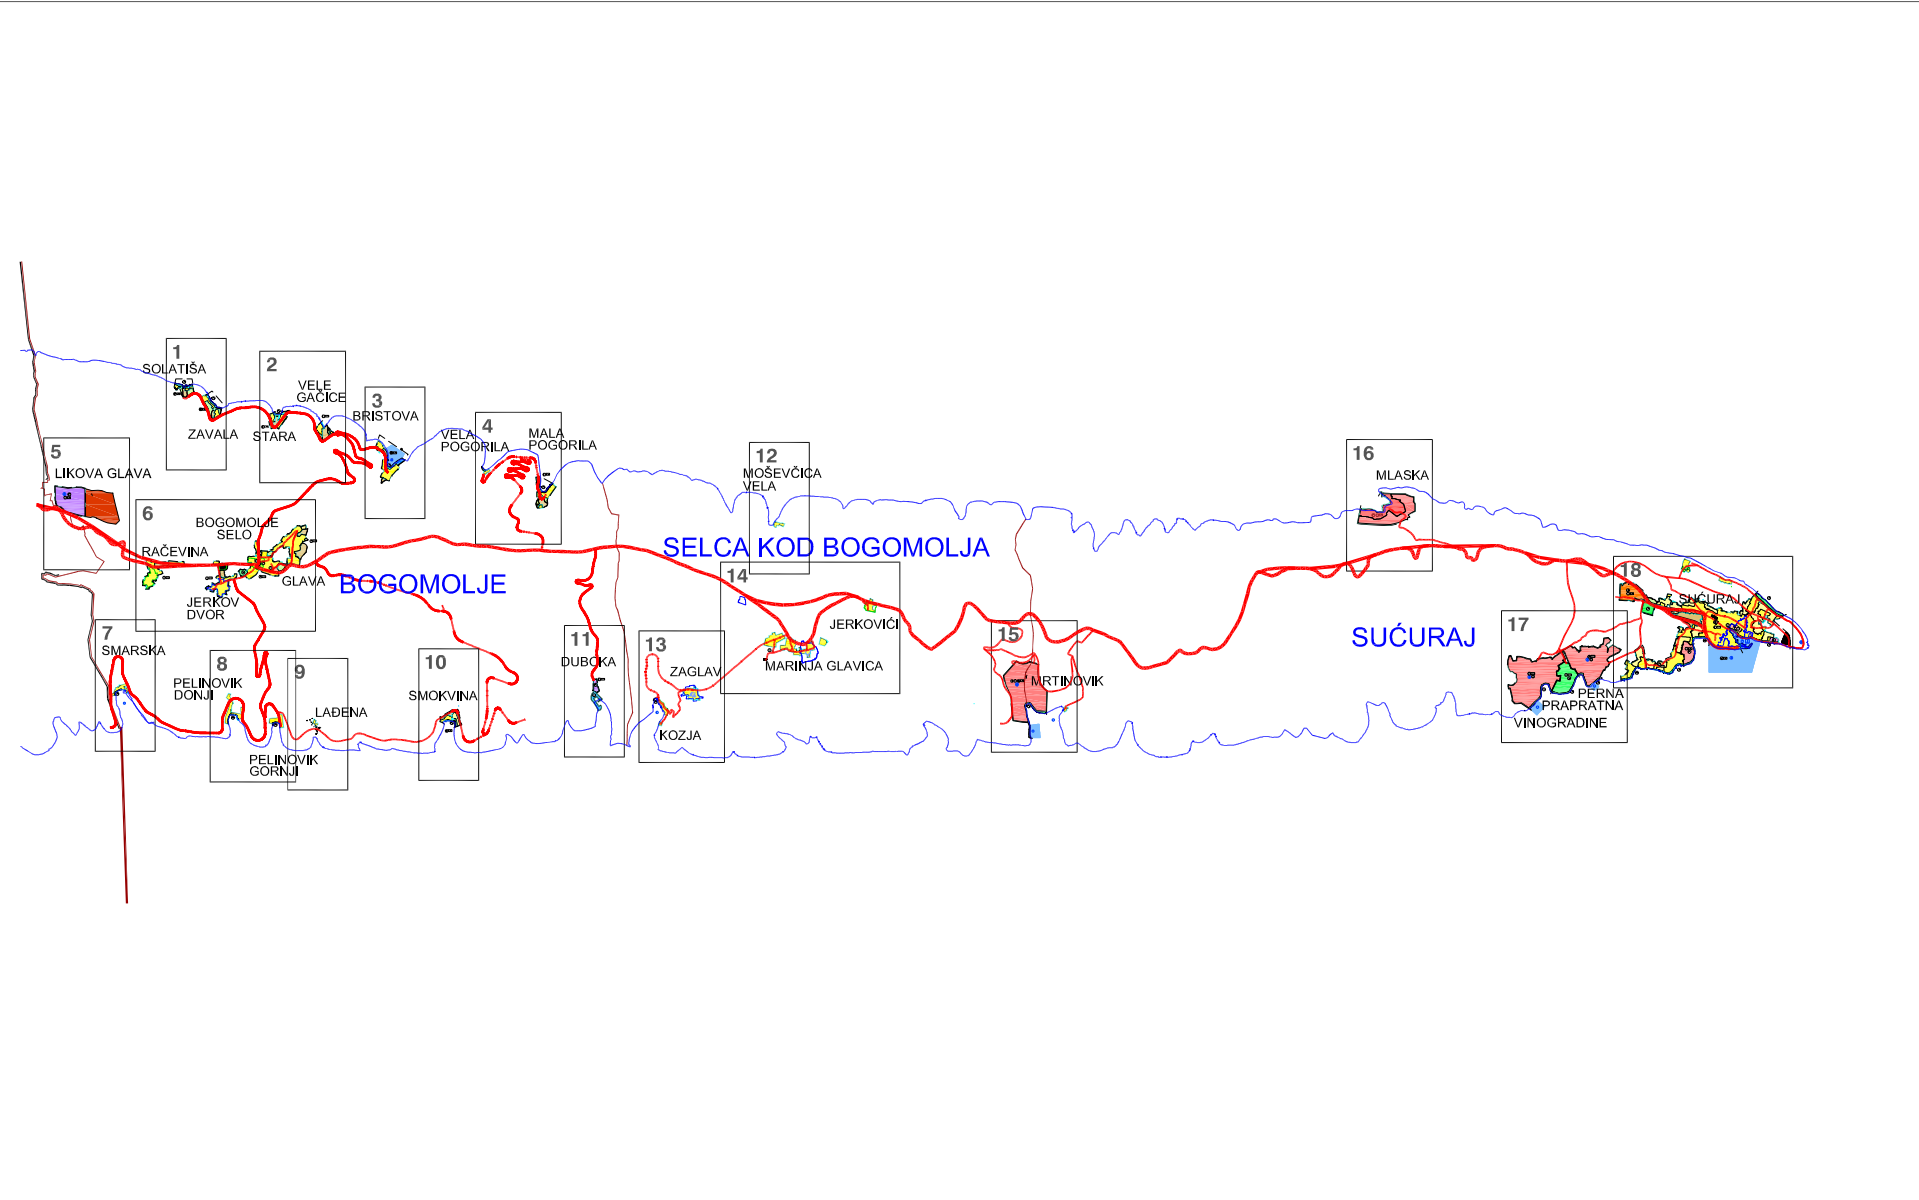 1
SOLATIŠA
ZAVALA
2
VELE
GAČICE
STARA
3
BRISTOVA
4
VELA
POGORILA
MALA
POGORILA
5
LIKOVA GLAVA
6
BOGOMOLJE
SELO
RAČEVINA
GLAVA
JERKOV
DVOR
BOGOMOLJE
7
SMARSKA
8
PELINOVIK
DONJI
9
LAĐENA
PELINOVIK
GORNJI
10
SMOKVINA
11
DUBOKA
12
MOŠEVČICA
VELA
SELCA KOD BOGOMOLJA
13
ZAGLAV
KOZJA
14
JERKOVIĆI
MARINJA GLAVICA
15
MRTINOVIK
16
MLASKA
SUĆURAJ
17
PERNA
PRAPRATNA
VINOGRADINE
18
SUĆURAJ